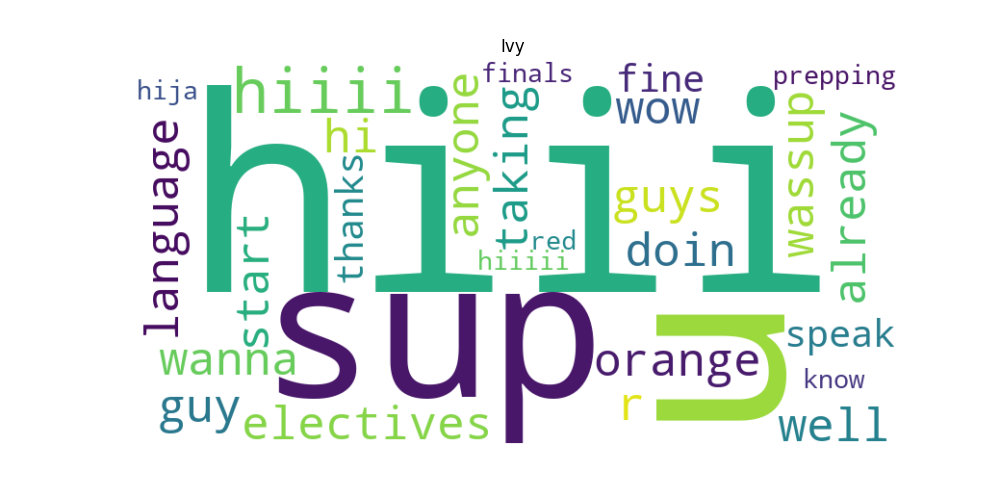 Ivy
hija
hiiii
finals
fine
prepping
hi
anyone
taking
wow
wassup
already
language
hiii
thanks
guys
start
red
doin
hiiiii
sup
u
speak
wanna
orange
know
guy
r
electives
well